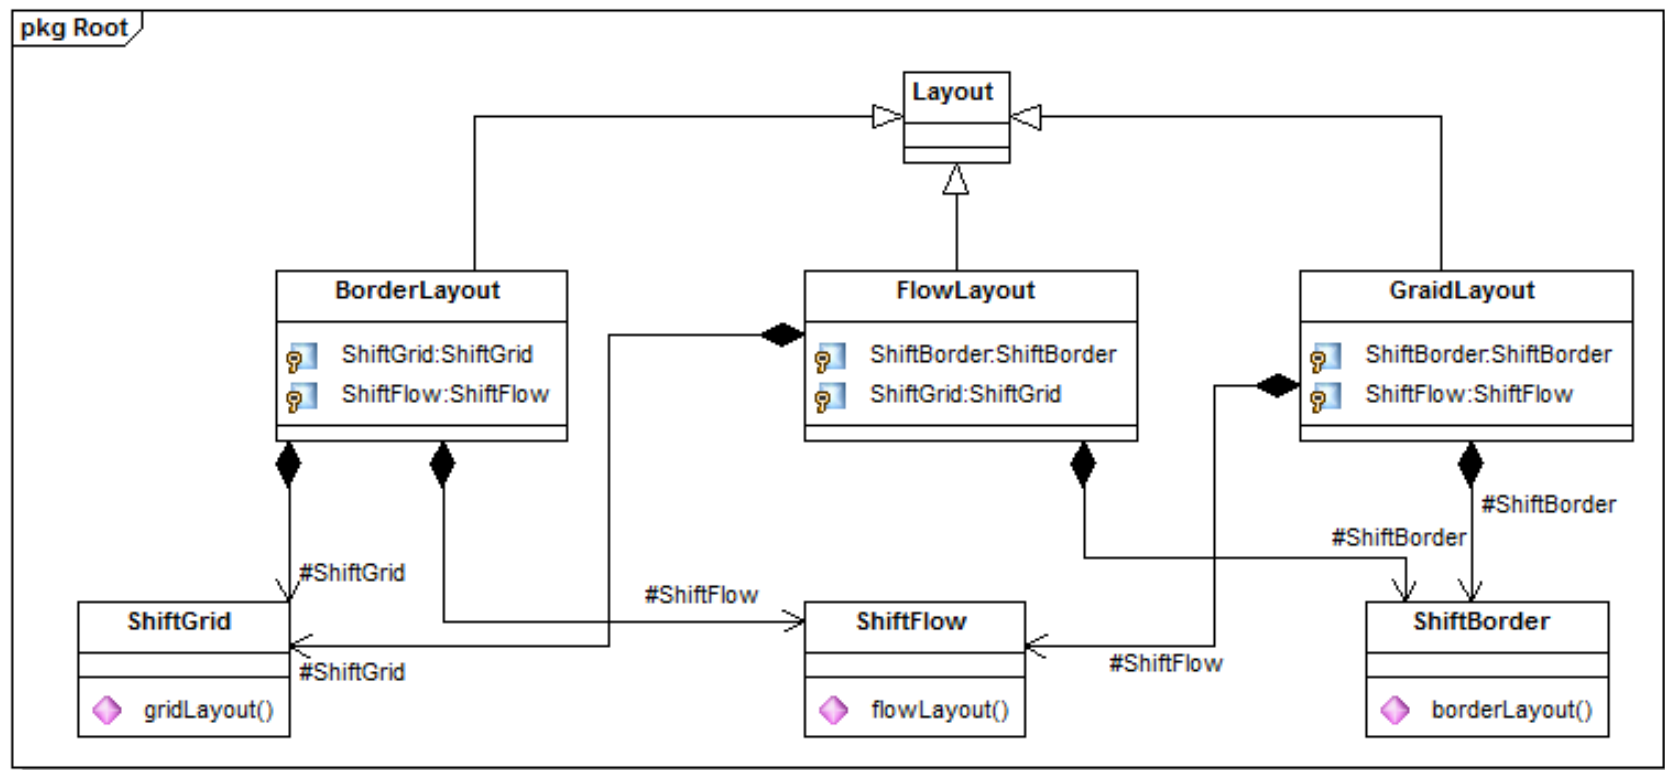 pkg Root
Layout
BorderLayout
ShiftGrid:ShiftGrid
ShiftFlow:ShiftFlow
FlowLayout
ShiftBorder:ShiftBorder
ShiftGrid:ShiftGrid
GraidLayout
ShiftBorder:ShiftBorder
ShiftFlow:ShiftFlow
#ShiftBorder
#ShiftBorder
#ShiftGrid
#ShiftFlow
ShiftGrid
gridLayout()
#ShiftGrid
ShiftFlow
flowLayout()
#ShiftFlow
ShiftBorder
borderLayout()